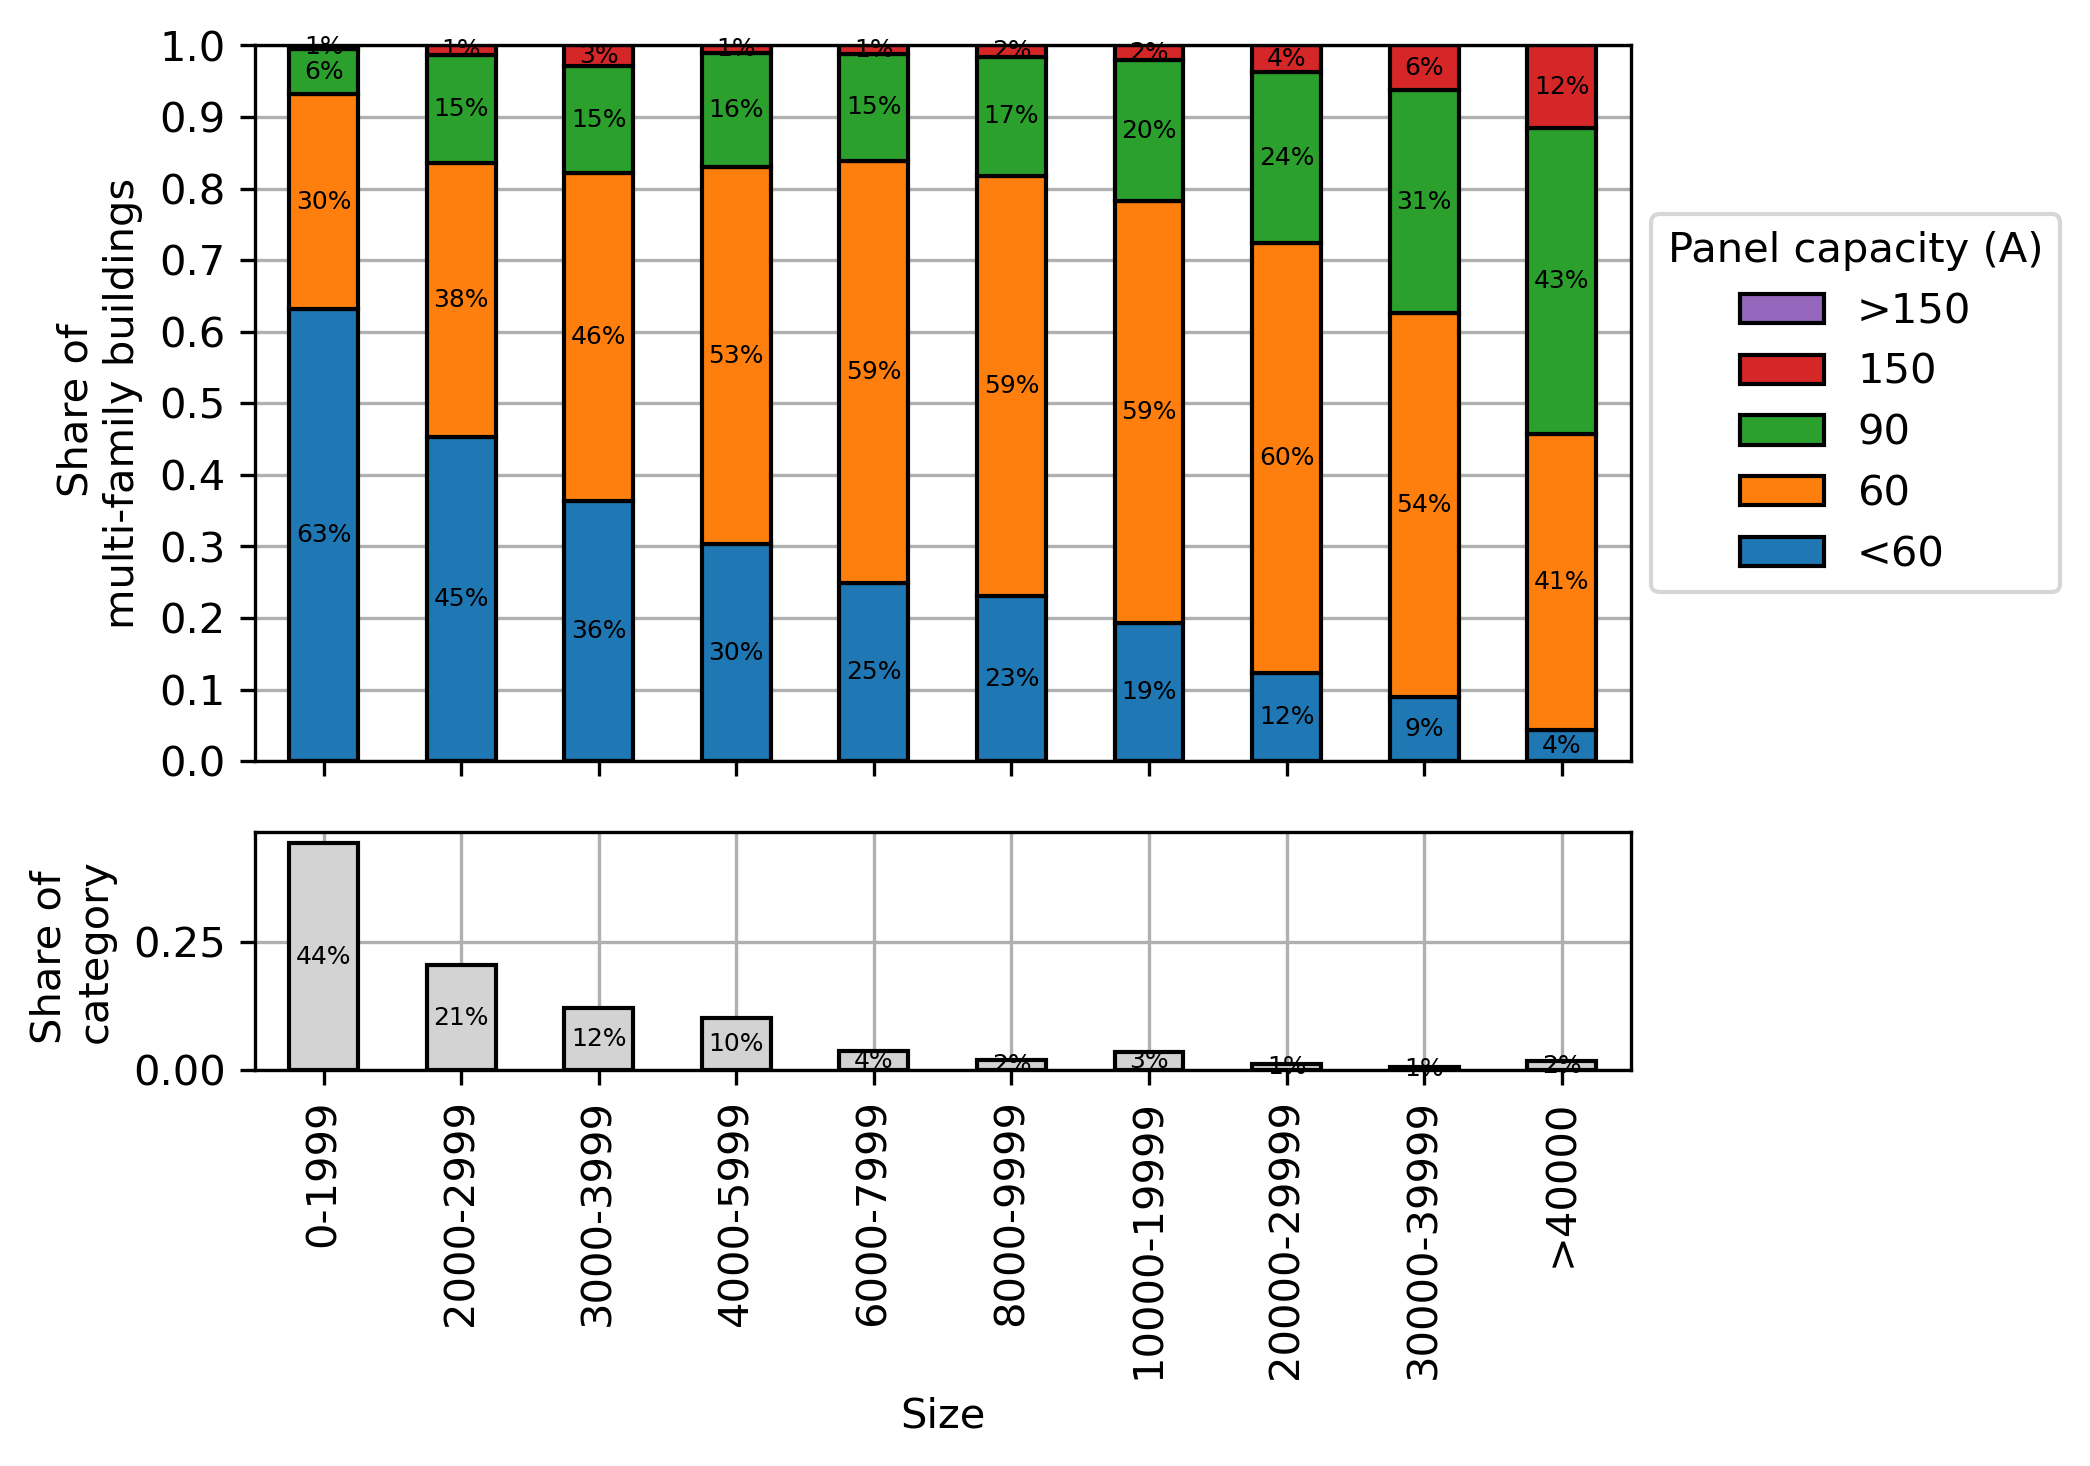 1.0
0.9
0.8
0.7
0.6
0.5
0.4
0.3
0.2
0.1
0.0
Share of
multi-family buildings
1% 1% 3% 1% 1% 2% 2% 4% 6% 12%
6% 15% 15% 16% 15% 17% 20% 24% 31% 43%
30% 38% 46% 53% 59% 59% 59% 60% 54% 41%
63% 45% 36% 30% 25% 23% 19% 12% 9% 4%
Panel capacity (A)
>150
150
90
60
<60
Share of
category
0.25
0.00
44% 21% 12% 10% 4% 2% 3% 1% 1% 2%
0-1999
2000-2999
3000-3999
4000-5999
6000-7999
8000-9999
10000-19999
20000-29999
30000-39999
>40000
Size